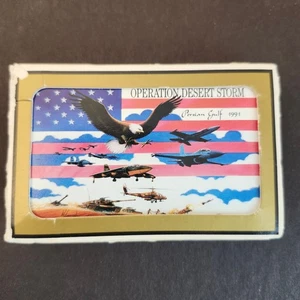 OPERATION DESERT STORM
Persian Gulf 1991